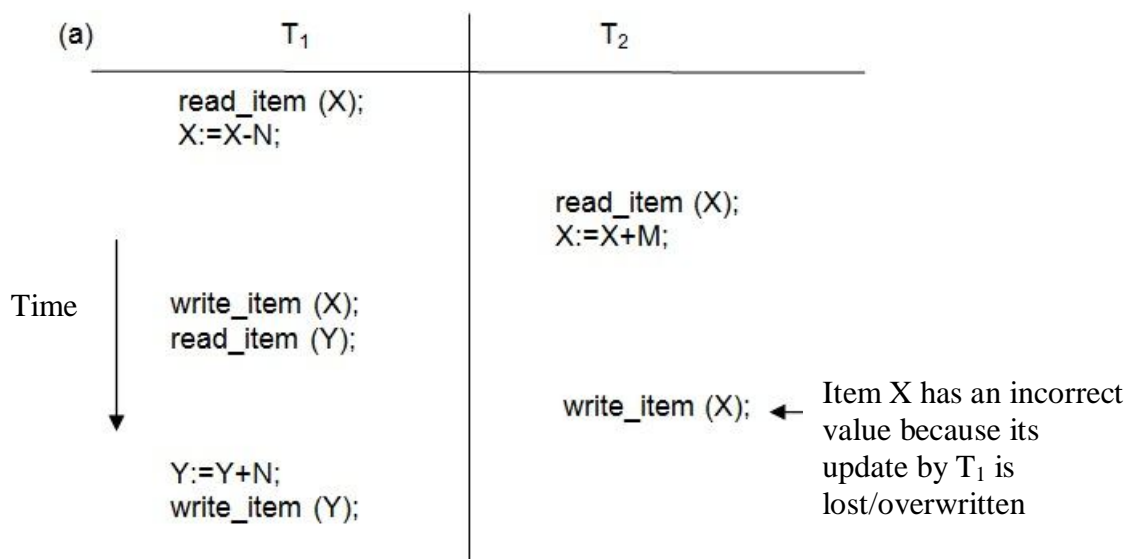 (a) T₁ T₂
read_item (X);
X:=X-N;
read_item (X);
X:=X+M;
Time
write_item (X);
read_item (Y);
write_item (X);
Item X has an incorrect
value because its
update by T₁ is
lost/overwritten
Y:=Y+N;
write_item (Y);